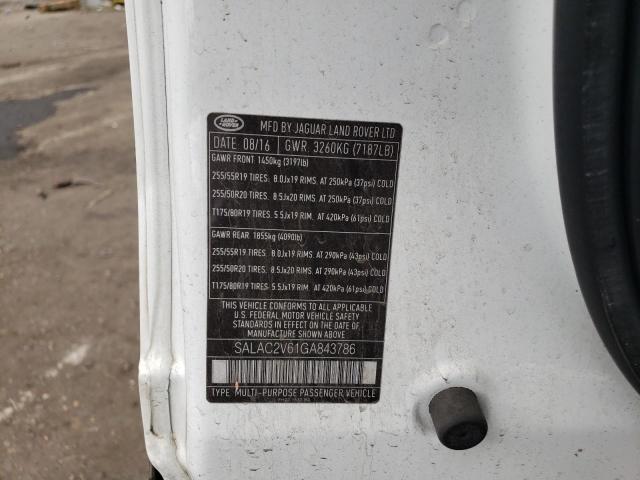 LAND ROVER
MFD BY JAGUAR LAND ROVER LTD
DATE 08/16 GWR. 3260KG (7187LB)
GAWR FRONT 1450kg (3197lb)
255/55R19 TIRES: 8.0Jx19 RIMS. AT 250kPa (37psi) COLD
255/50R20 TIRES: 8.5Jx20 RIMS. AT 250kPa (37psi) COLD
T175/80R19 TIRES: 5.5Jx19 RIM. AT 420kPa (61psi) COLD
GAWR REAR 1855kg (4090lb)
255/55R19 TIRES: 8.0Jx19 RIMS. AT 290kPa (43psi) COLD
255/50R20 TIRES: 8.5Jx20 RIMS. AT 290kPa (43psi) COLD
T175/80R19 TIRES: 5.5Jx19 RIM. AT 420kPa (61psi) COLD
THIS VEHICLE CONFORMS TO ALL APPLICABLE
U.S. FEDERAL MOTOR VEHICLE SAFETY
STANDARDS IN EFFECT ON THE DATE OF
MANUFACTURE SHOWN ABOVE.
SALAC2V61GA843786
TYPE: MULTI-PURPOSE PASSENGER VEHICLE